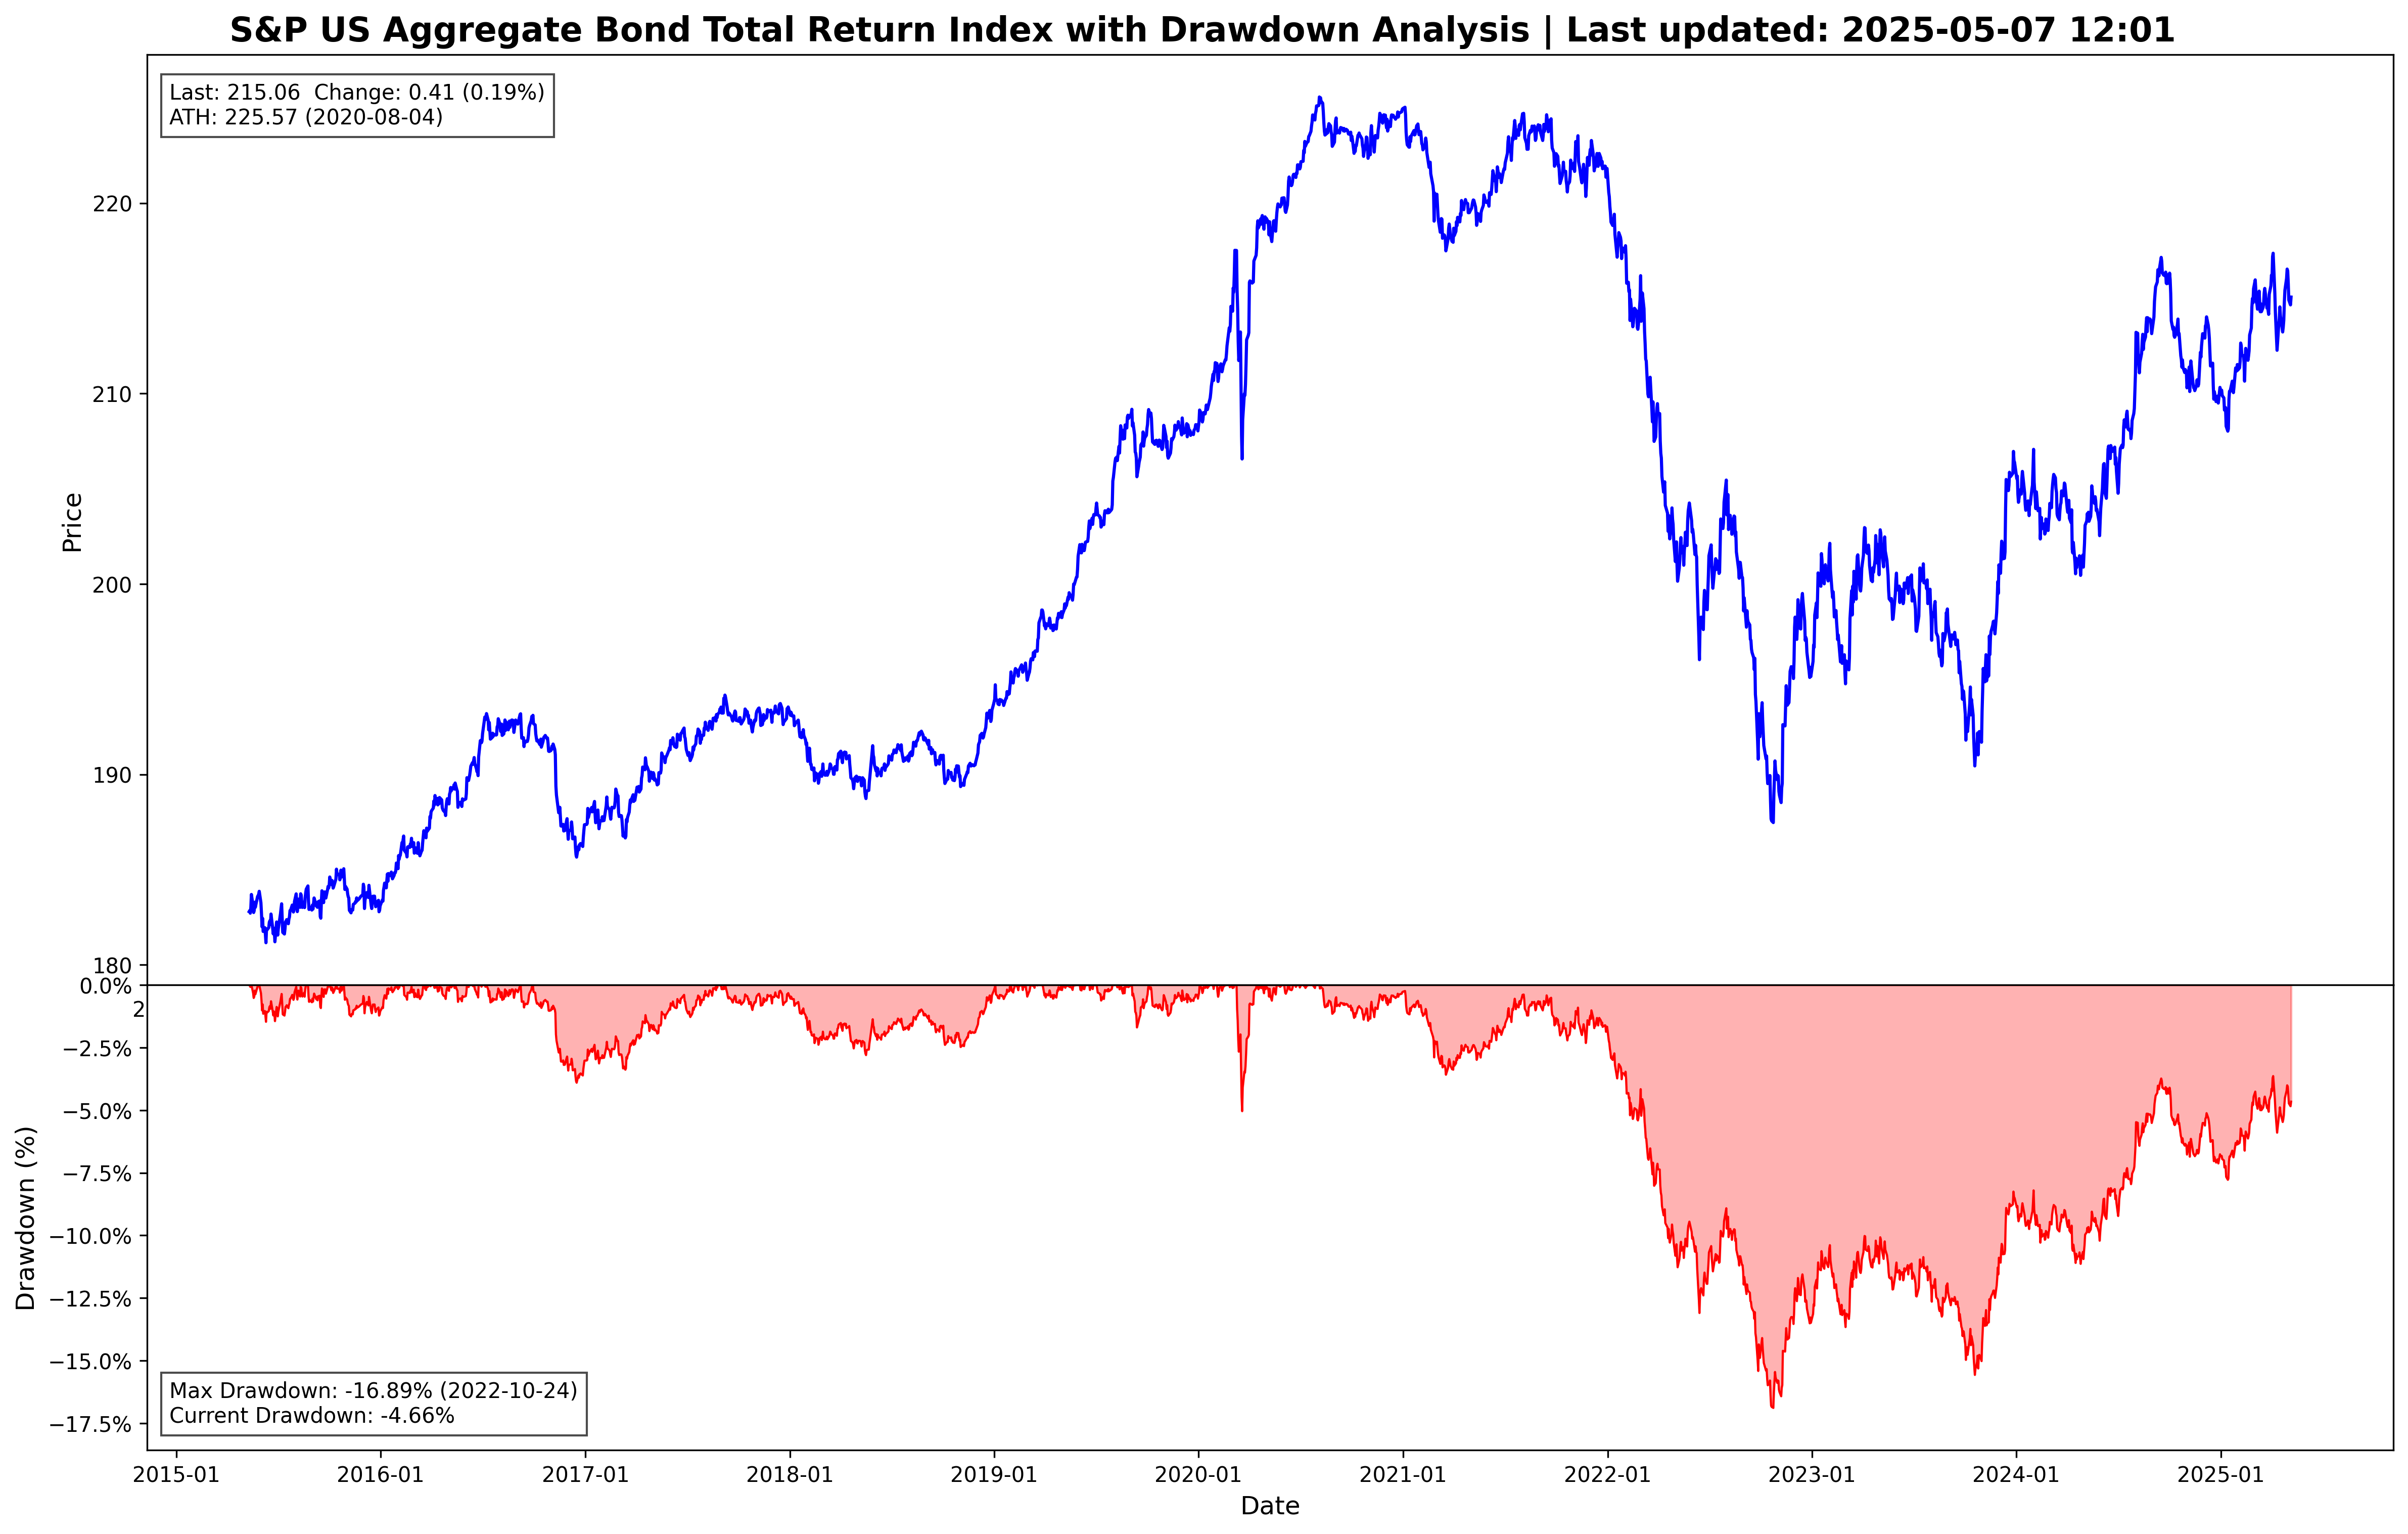 S&P US Aggregate Bond Total Return Index with Drawdown Analysis | Last updated: 2025-05-07 12:01
Last: 215.06  Change: 0.41 (0.19%)
ATH: 225.57 (2020-08-04)
Price
220
210
200
190
180
0.0%
2
−2.5%
−5.0%
−7.5%
−10.0%
−12.5%
−15.0%
−17.5%
Drawdown (%)
Max Drawdown: -16.89% (2022-10-24)
Current Drawdown: -4.66%
2015-01 2016-01 2017-01 2018-01 2019-01 2020-01 2021-01 2022-01 2023-01 2024-01 2025-01
Date